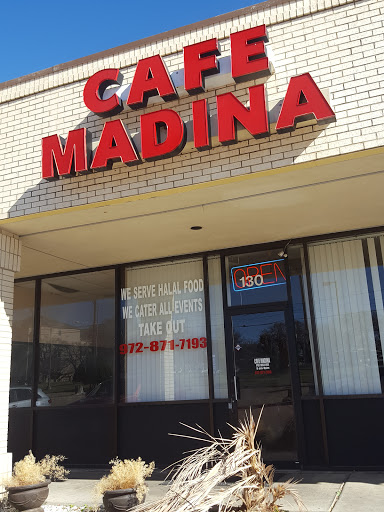 CAFE
MADINA
OPEN
130
WE SERVE HALAL FOOD
WE CATER ALL EVENTS
TAKE OUT
972-871-7193